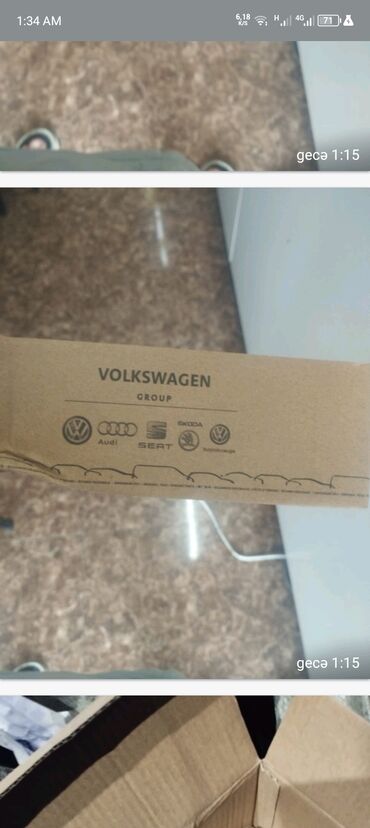 1:34 AM
6,18 K/S H 4G 71
gecə 1:15
VOLKSWAGEN
GROUP
Audi
SEAT
ŠKODA
gecə 1:15